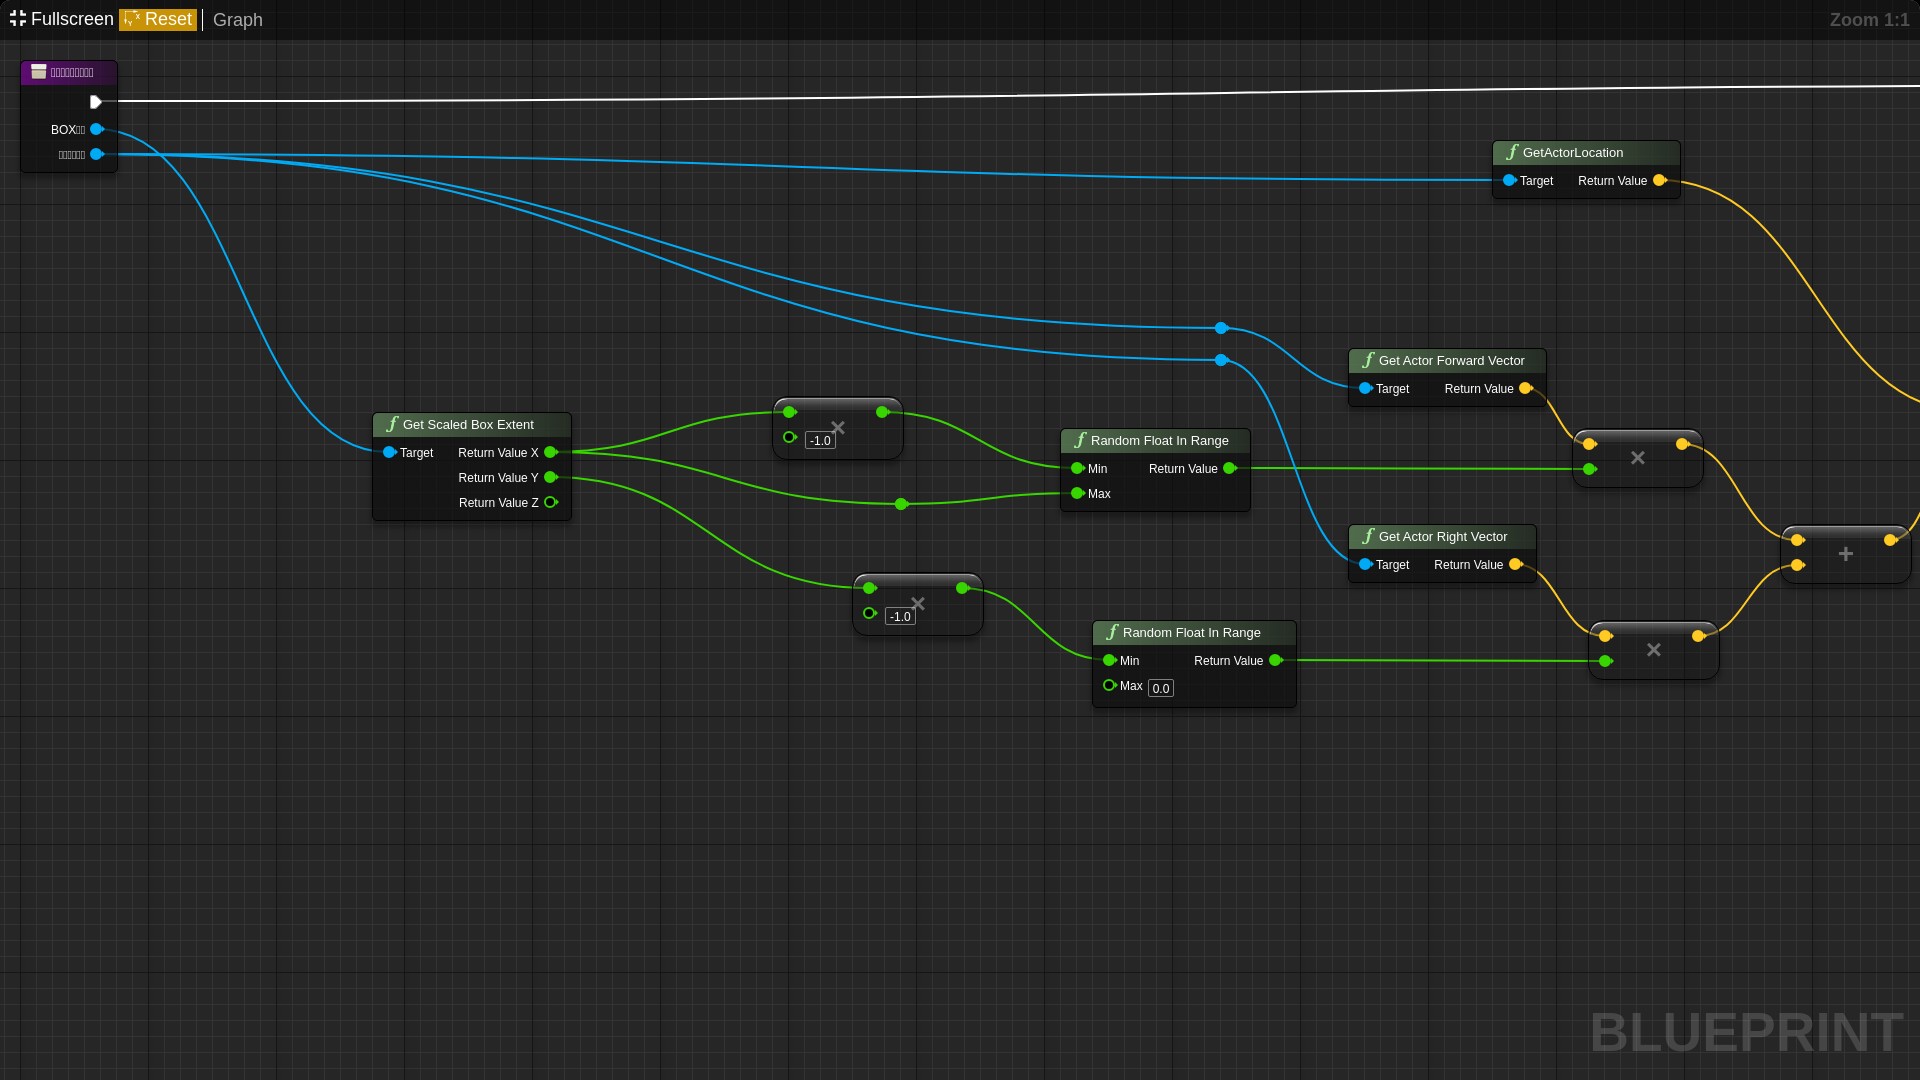 Fullscreen Reset Graph
Zoom 1:1
BOX
GetActorLocation
Target Return Value
Get Actor Forward Vector
Target Return Value
Get Scaled Box Extent
Target Return Value X
Return Value Y
Return Value Z
×
-1.0
Random Float In Range
Min Return Value
Max
×
Get Actor Right Vector
Target Return Value
+
×
-1.0
Random Float In Range
Min Return Value
Max 0.0
×
BLUEPRINT